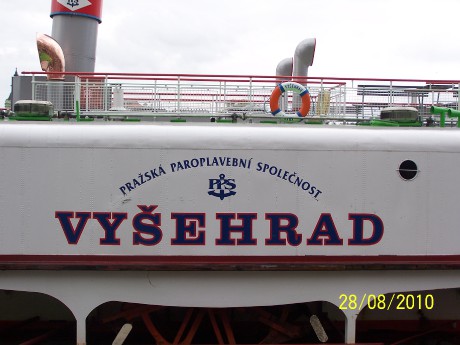 PRAŽSKÁ PAROPLAVEBNÍ SPOLEČNOST
PPS
VYŠEHRAD
28/08/2010